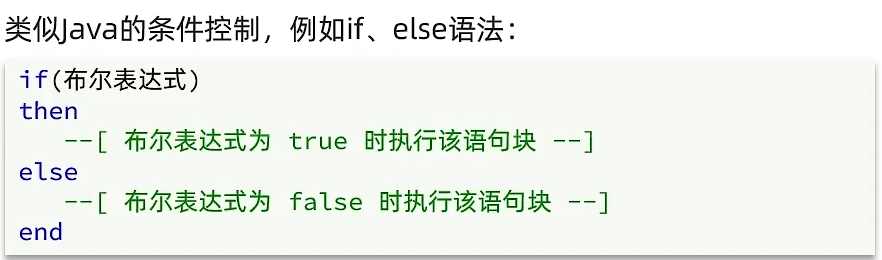 类似Java的条件控制，例如if、else语法：
if(布尔表达式)
then
--[ 布尔表达式为 true 时执行该语句块 --]
else
--[ 布尔表达式为 false 时执行该语句块 --]
end